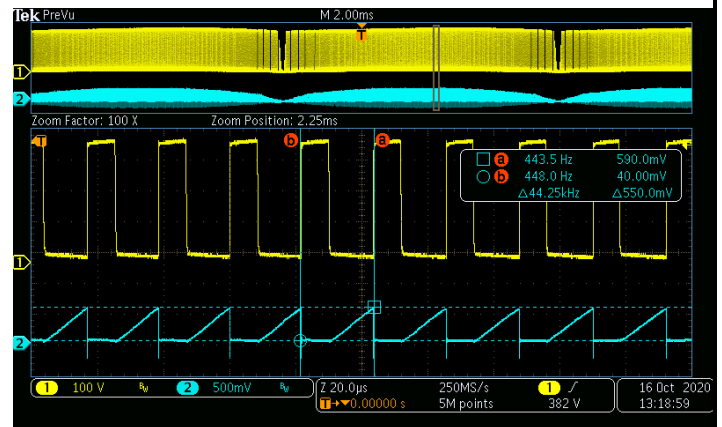 Tek PreVu M 2.00ms
T
1
2
Zoom Factor: 100 X Zoom Position: 2.25ms
T b a
a 443.5 Hz 590.0mV
b 448.0 Hz 40.00mV
△44.25kHz △550.0mV
1
2
1 100 V Bw 2 500mV Bw Z 20.0µs 250MS/s 1 ∫ 16 Oct 2020
T→▼0.00000 s 5M points 382 V 13:18:59